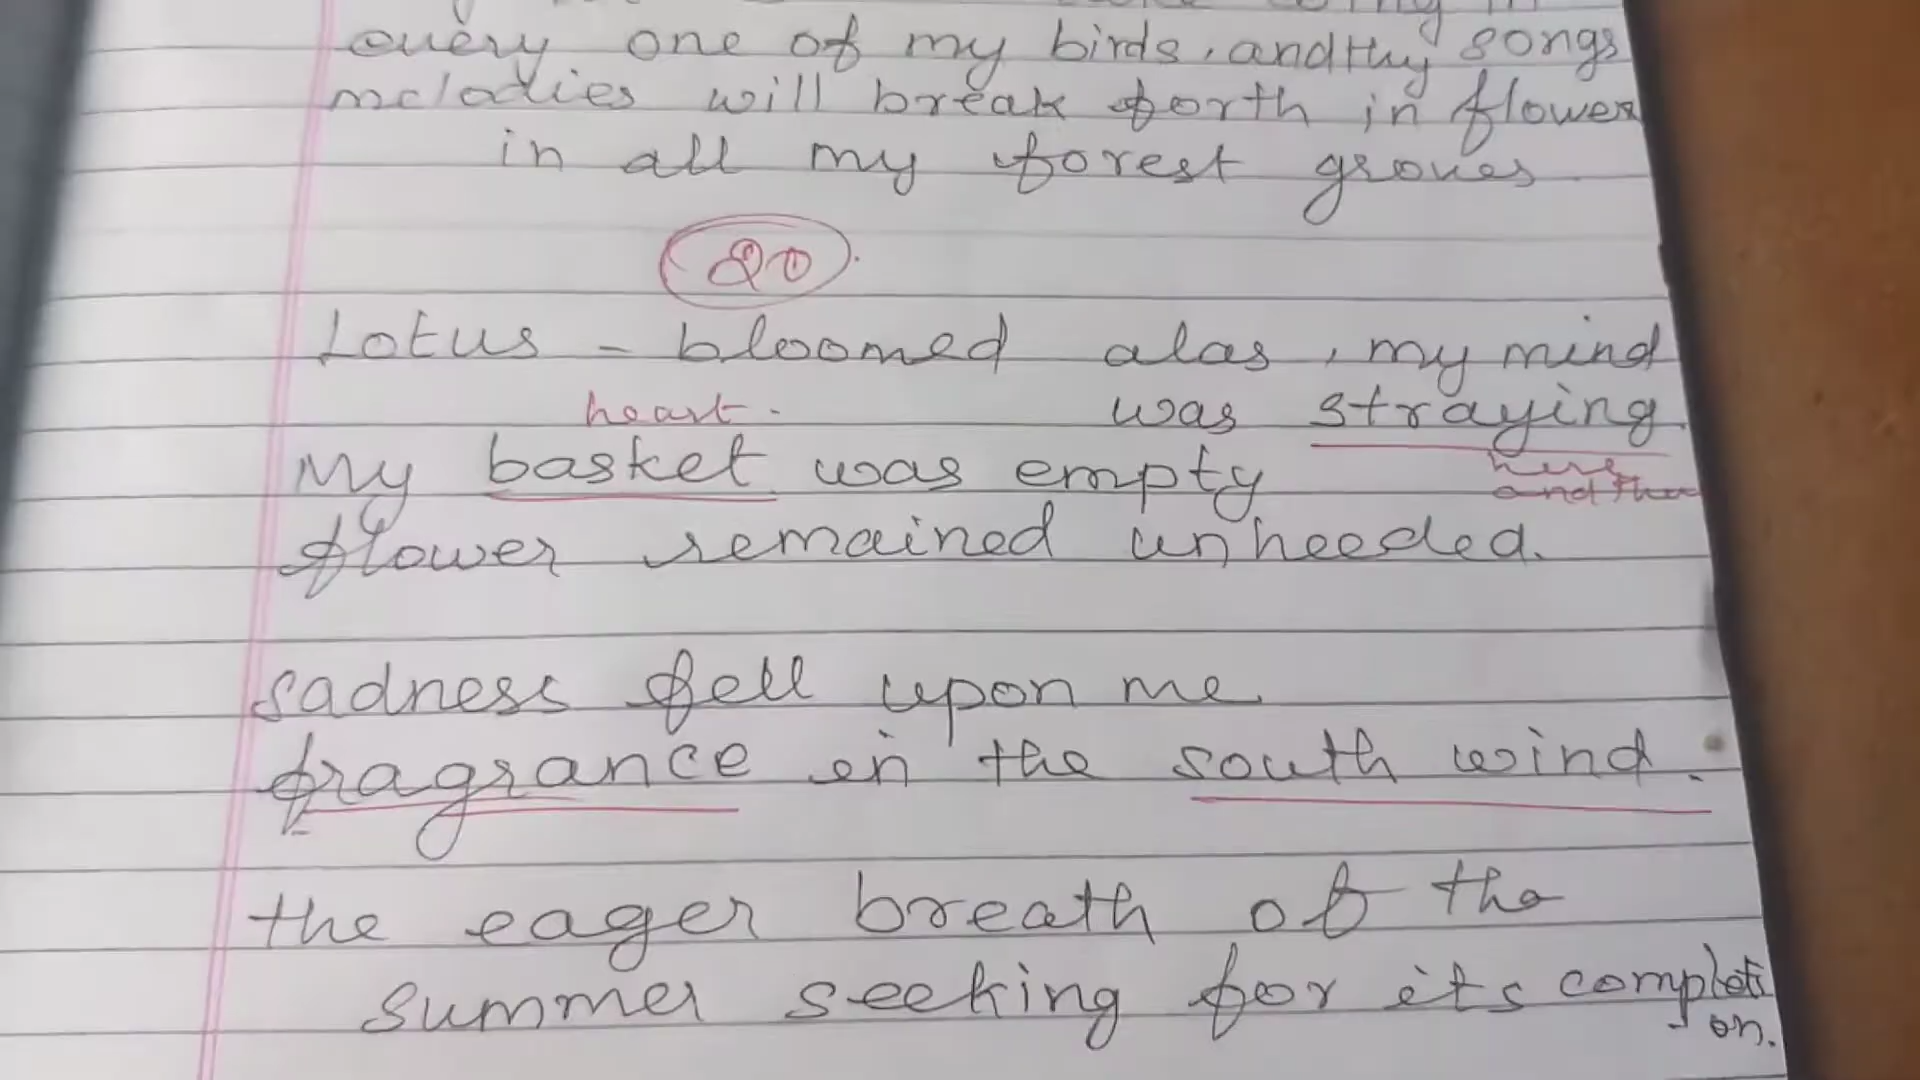 every one of my birds, and thy songs
melodies will break forth in flower
in all my forest groves
20
Lotus - bloomed alas, my mind
heart. was straying
My basket was empty here
and there
flower remained unheeded.
sadness fell upon me
fragrance in the south wind.
the eager breath of the
summer seeking for its completi
on.